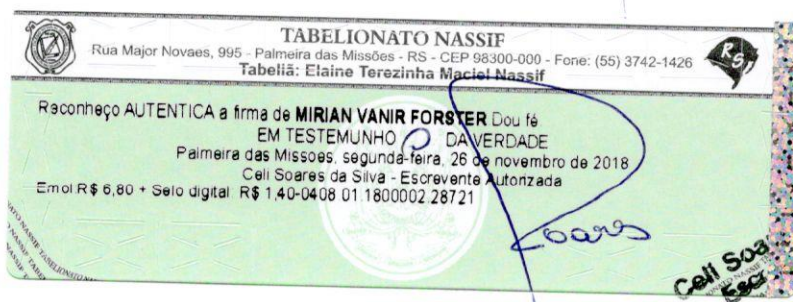 TABELIONATO NASSIF
Rua Major Novaes, 995 - Palmeira das Missões - RS - CEP 98300-000 - Fone: (55) 3742-1426
Tabeliã: Elaine Terezinha Maciel Nassif
RS
Reconheço AUTENTICA a firma de MIRIAN VANIR FORSTER Dou fé
EM TESTEMUNHO DA VERDADE
Palmeira das Missoes, segunda-feira, 26 de novembro de 2018
Celi Soares da Silva - Escrevente Autorizada
Emol R$ 6,80 + Selo digital: R$ 1,40-0408 01.1800002.28721
Soares
Celi Soa
Escr